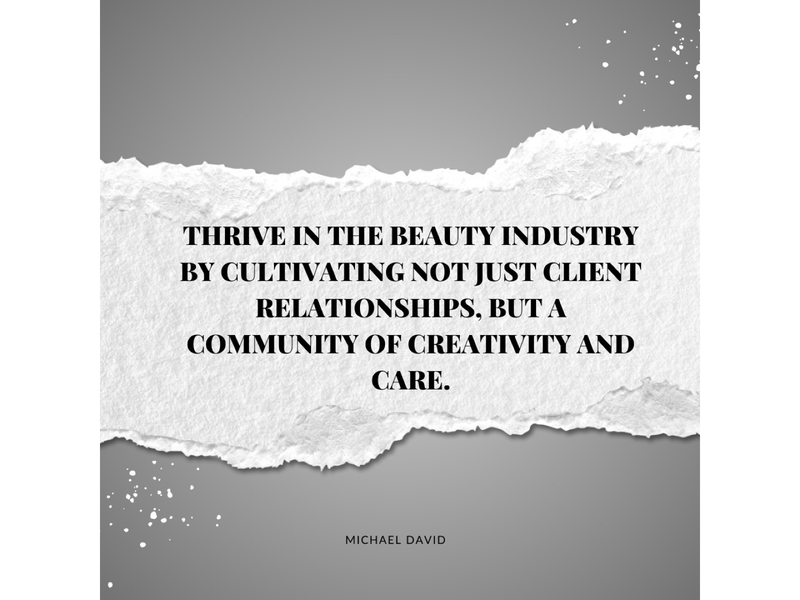 THRIVE IN THE BEAUTY INDUSTRY
BY CULTIVATING NOT JUST CLIENT
RELATIONSHIPS, BUT A
COMMUNITY OF CREATIVITY AND
CARE.
MICHAEL DAVID